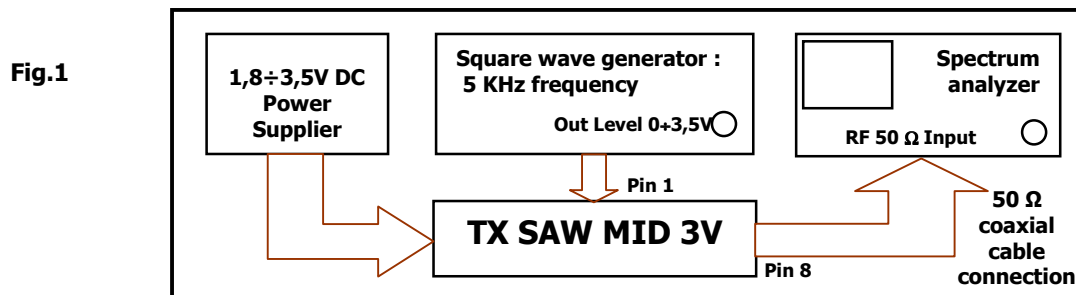 Fig.1
1,8÷3,5V DC
Power
Supplier
Square wave generator :
5 KHz frequency
Out Level 0÷3,5V
Spectrum
analyzer
RF 50 Ω Input
Pin 1
TX SAW MID 3V
Pin 8
50 Ω
coaxial
cable
connection